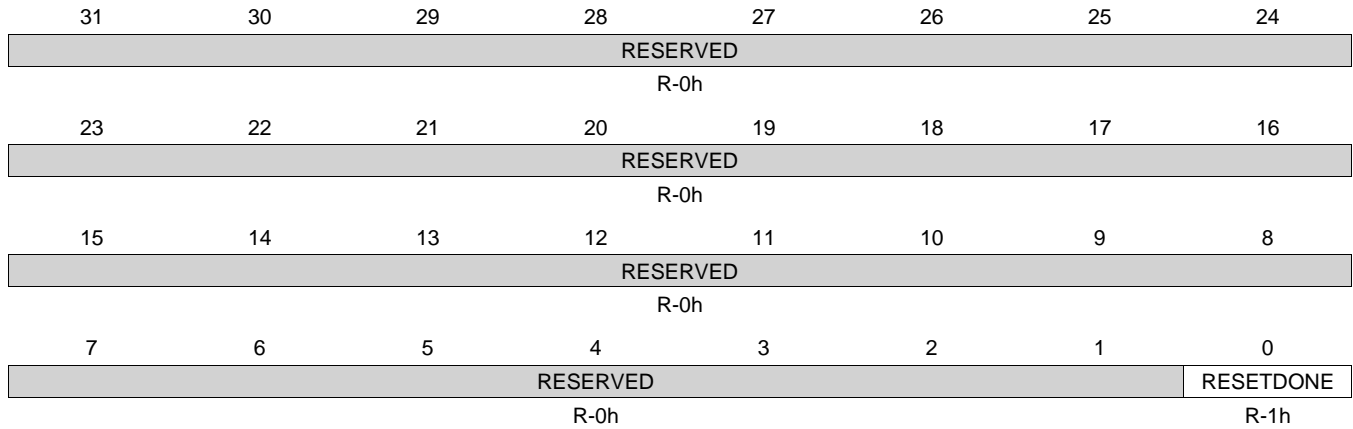 31 30 29 28 27 26 25 24
RESERVED
R-0h
23 22 21 20 19 18 17 16
RESERVED
R-0h
15 14 13 12 11 10 9 8
RESERVED
R-0h
7 6 5 4 3 2 1 0
RESERVED RESETDONE
R-0h R-1h